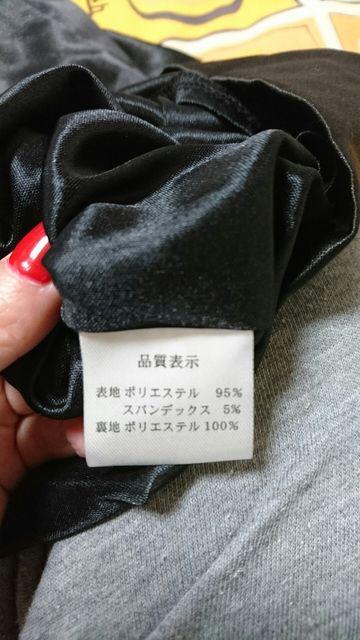 品質表示
表地 ポリエステル 95%
スパンデックス 5%
裏地 ポリエステル 100%